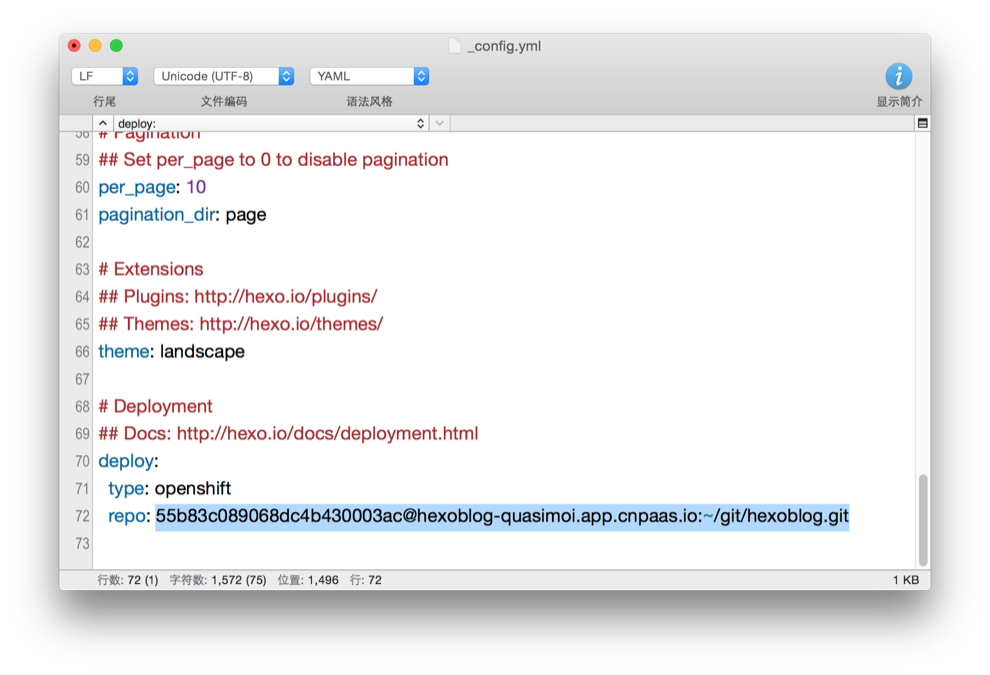 _config.yml
LF Unicode (UTF-8) YAML
行尾 文件编码 语法风格 显示简介
deploy:
58 # Pagination
59 ## Set per_page to 0 to disable pagination
60 per_page: 10
61 pagination_dir: page
62
63 # Extensions
64 ## Plugins: http://hexo.io/plugins/
65 ## Themes: http://hexo.io/themes/
66 theme: landscape
67
68 # Deployment
69 ## Docs: http://hexo.io/docs/deployment.html
70 deploy:
71 type: openshift
72 repo: 55b83c089068dc4b430003ac@hexoblog-quasimoi.app.cnpaas.io:~/git/hexoblog.git
73
行数: 72 (1) 字符数: 1,572 (75) 位置: 1,496 行: 72 1 KB